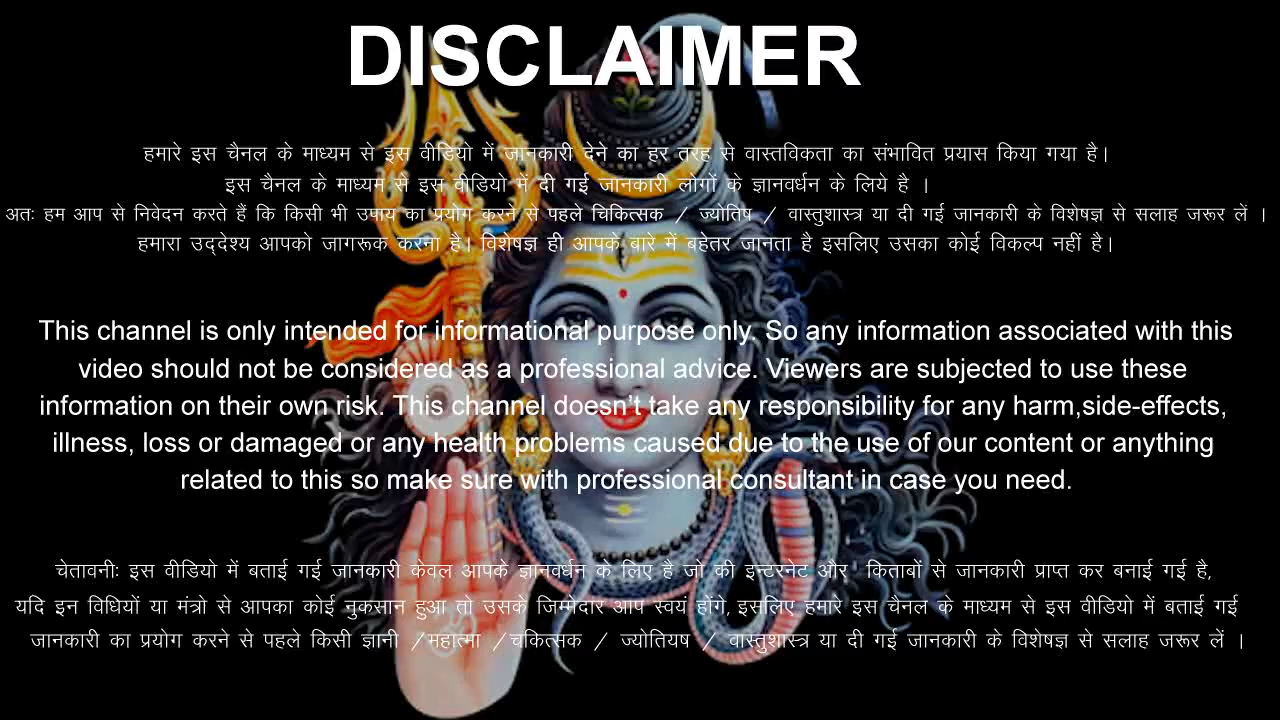 DISCLAIMER
हमारे इस चैनल के माध्यम से इस वीडियो में जानकारी देने का हर तरह से वास्तविकता का संभावित प्रयास किया गया है।
इस चैनल के माध्यम से इस वीडियो में दी गई जानकारी लोगों के ज्ञानवर्धन के लिये है ।
अतः हम आप से निवेदन करते हैं कि किसी भी उपाय का प्रयोग करने से पहले चिकित्सक / ज्योतिष / वास्तुशास्त्र या दी गई जानकारी के विशेषज्ञ से सलाह जरूर लें ।
हमारा उद्देश्य आपको जागरूक करना है। विशेषज्ञ ही आपके बारे में बहेतर जानता है इसलिए उसका कोई विकल्प नहीं है।
This channel is only intended for informational purpose only. So any information associated with this
video should not be considered as a professional advice. Viewers are subjected to use these
information on their own risk. This channel doesn't take any responsibility for any harm,side-effects,
illness, loss or damaged or any health problems caused due to the use of our content or anything
related to this so make sure with professional consultant in case you need.
चेतावनीः इस वीडियो में बताई गई जानकारी केवल आपके ज्ञानवर्धन के लिए है जो की इन्टरनेट और किताबों से जानकारी प्राप्त कर बनाई गई है,
यदि इन विधियों या मंत्रो से आपका कोई नुकसान हुआ तो उसके जिम्मेदार आप स्वयं होंगे, इसलिए हमारे इस चैनल के माध्यम से इस वीडियो में बताई गई
जानकारी का प्रयोग करने से पहले किसी ज्ञानी /महात्मा /चकित्सक / ज्योतियष / वास्तुशास्त्र या दी गई जानकारी के विशेषज्ञ से सलाह जरूर लें ।